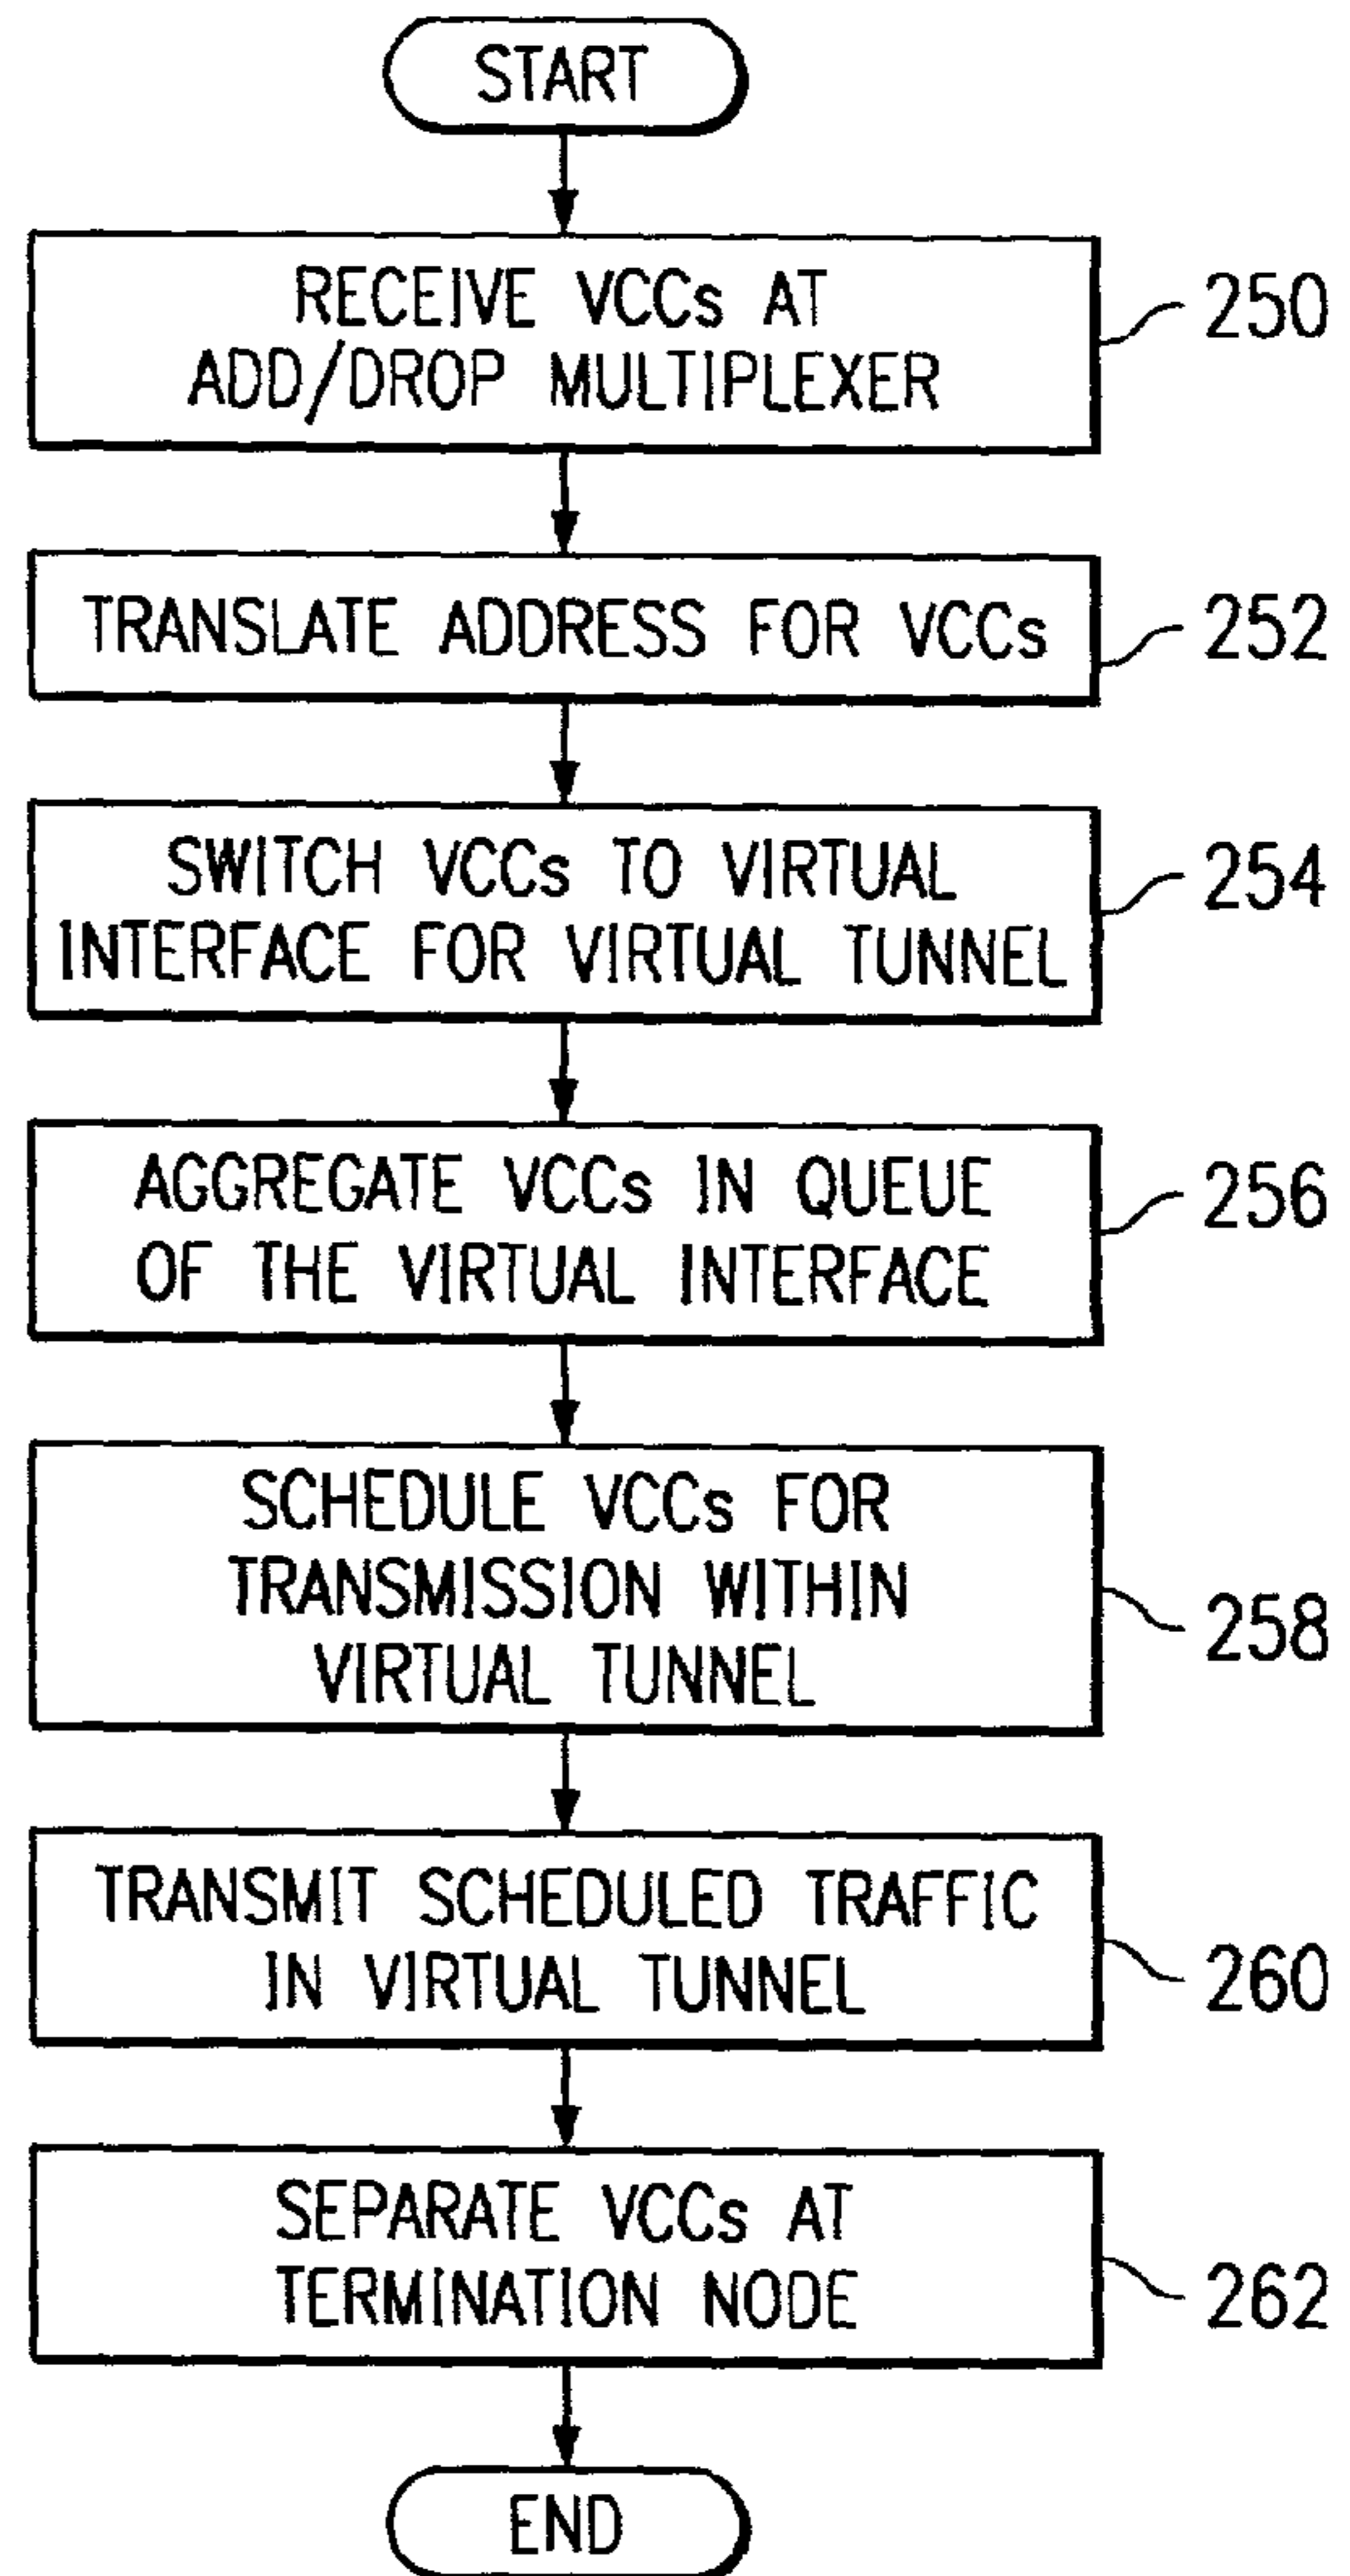 START
RECEIVE VCCs AT
ADD/DROP MULTIPLEXER
250
TRANSLATE ADDRESS FOR VCCs
252
SWITCH VCCs TO VIRTUAL
INTERFACE FOR VIRTUAL TUNNEL
254
AGGREGATE VCCs IN QUEUE
OF THE VIRTUAL INTERFACE
256
SCHEDULE VCCs FOR
TRANSMISSION WITHIN
VIRTUAL TUNNEL
258
TRANSMIT SCHEDULED TRAFFIC
IN VIRTUAL TUNNEL
260
SEPARATE VCCs AT
TERMINATION NODE
262
END